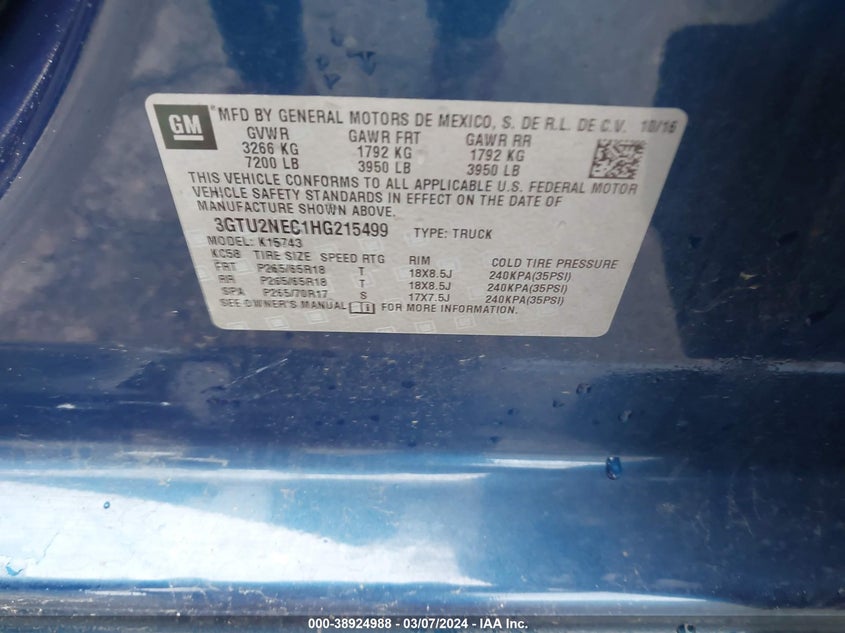 GM
® MFD BY GENERAL MOTORS DE MEXICO, S. DE R.L. DE C.V. 10/16
GVWR GAWR FRT GAWR RR
3266 KG 1792 KG 1792 KG
7200 LB 3950 LB 3950 LB
THIS VEHICLE CONFORMS TO ALL APPLICABLE U.S. FEDERAL MOTOR
VEHICLE SAFETY STANDARDS IN EFFECT ON THE DATE OF
MANUFACTURE SHOWN ABOVE.
3GTU2NEC1HG215499 TYPE: TRUCK
MODEL: K15743
KC58 TIRE SIZE SPEED RTG RIM COLD TIRE PRESSURE
FRT P265/65R18 T 18X8.5J 240KPA(35PSI)
RR P265/65R18 T 18X8.5J 240KPA(35PSI)
SPA P265/70R17 S 17X7.5J 240KPA(35PSI)
SEE OWNER'S MANUAL FOR MORE INFORMATION.
000- 38924988 - 03/07/2024 - IAA Inc.